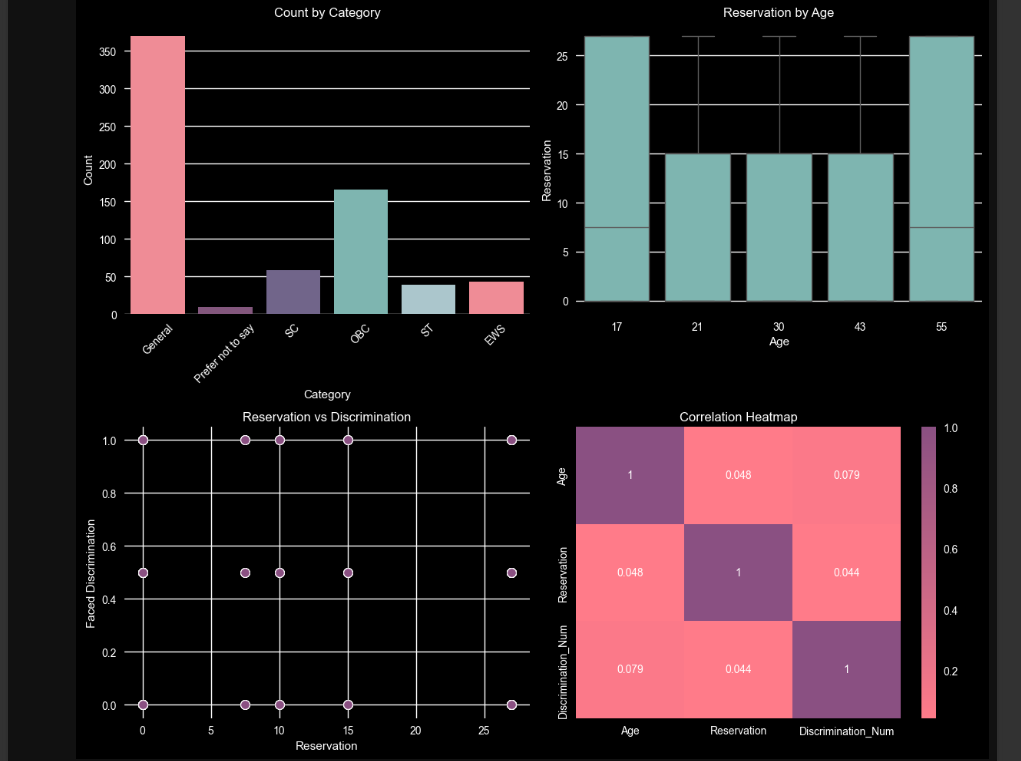 Count by Category
350
300
250
200
150
100
50
0
Count
General
Prefer not to say
SC
OBC
ST
EWS
Category
Reservation by Age
25
20
15
10
5
0
Reservation
17 21 30 43 55
Age
Reservation vs Discrimination
1.0
0.8
0.6
0.4
0.2
0.0
Faced Discrimination
0 5 10 15 20 25
Reservation
Correlation Heatmap
Age
Reservation
Discrimination_Num
1 0.048 0.079
0.048 1 0.044
0.079 0.044 1
Age Reservation Discrimination_Num
1.0
0.8
0.6
0.4
0.2